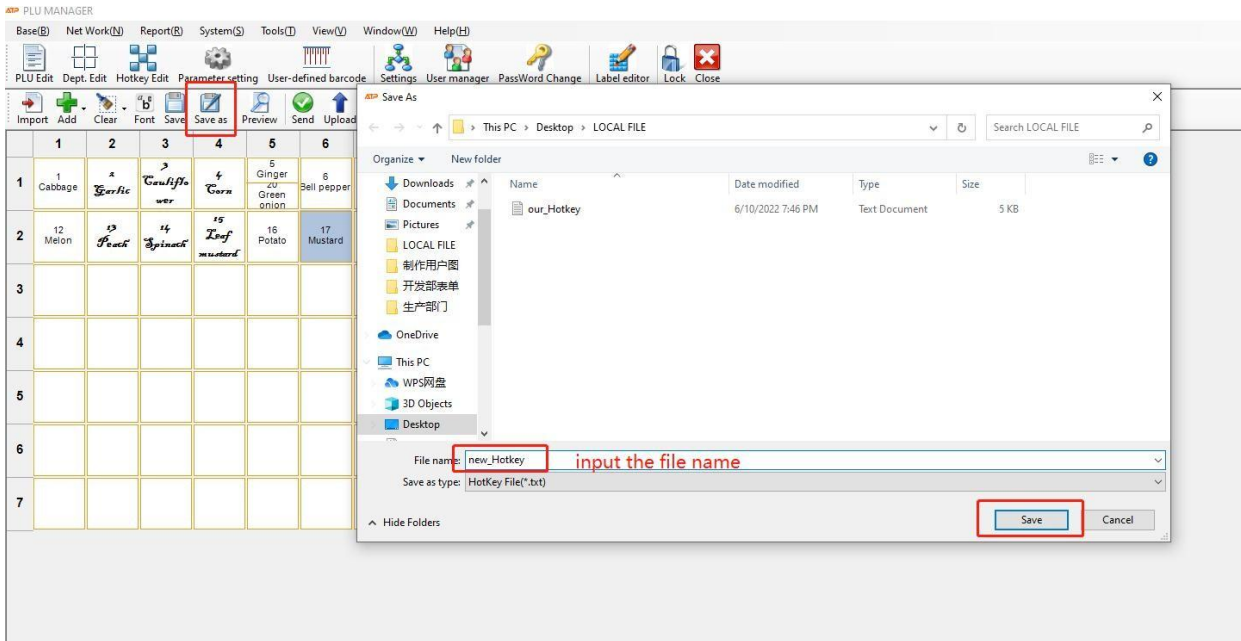 ATP PLU MANAGER
Base(B) Net Work(N) Report(R) System(S) Tools(T) View(V) Window(W) Help(H)
PLU Edit Dept. Edit Hotkey Edit Parameter setting User-defined barcode Settings User manager PassWord Change Label editor Lock Close
Import Add Clear Font Save Save as Preview Send Upload
ATP Save As
This PC › Desktop › LOCAL FILE Search LOCAL FILE
Organize New folder
Name Date modified Type Size
our_Hotkey 6/10/2022 7:46 PM Text Document 5 KB
Downloads
Documents
Pictures
LOCAL FILE
制作用户图
开发部表单
生产部门
OneDrive
This PC
WPS网盘
3D Objects
Desktop
File name: new_Hotkey input the file name
Save as type: HotKey File(*.txt)
Hide Folders Save Cancel
1 2 3 4 5 6
1
1 Cabbage
2 Garlic
3 Cauliflo
wer
4 Corn
5 Ginger
20 Green
onion
6 Bell pepper
2
12 Melon
13 Peach
14 Spinach
15 Leaf
mustard
16 Potato
17 Mustard
3
4
5
6
7